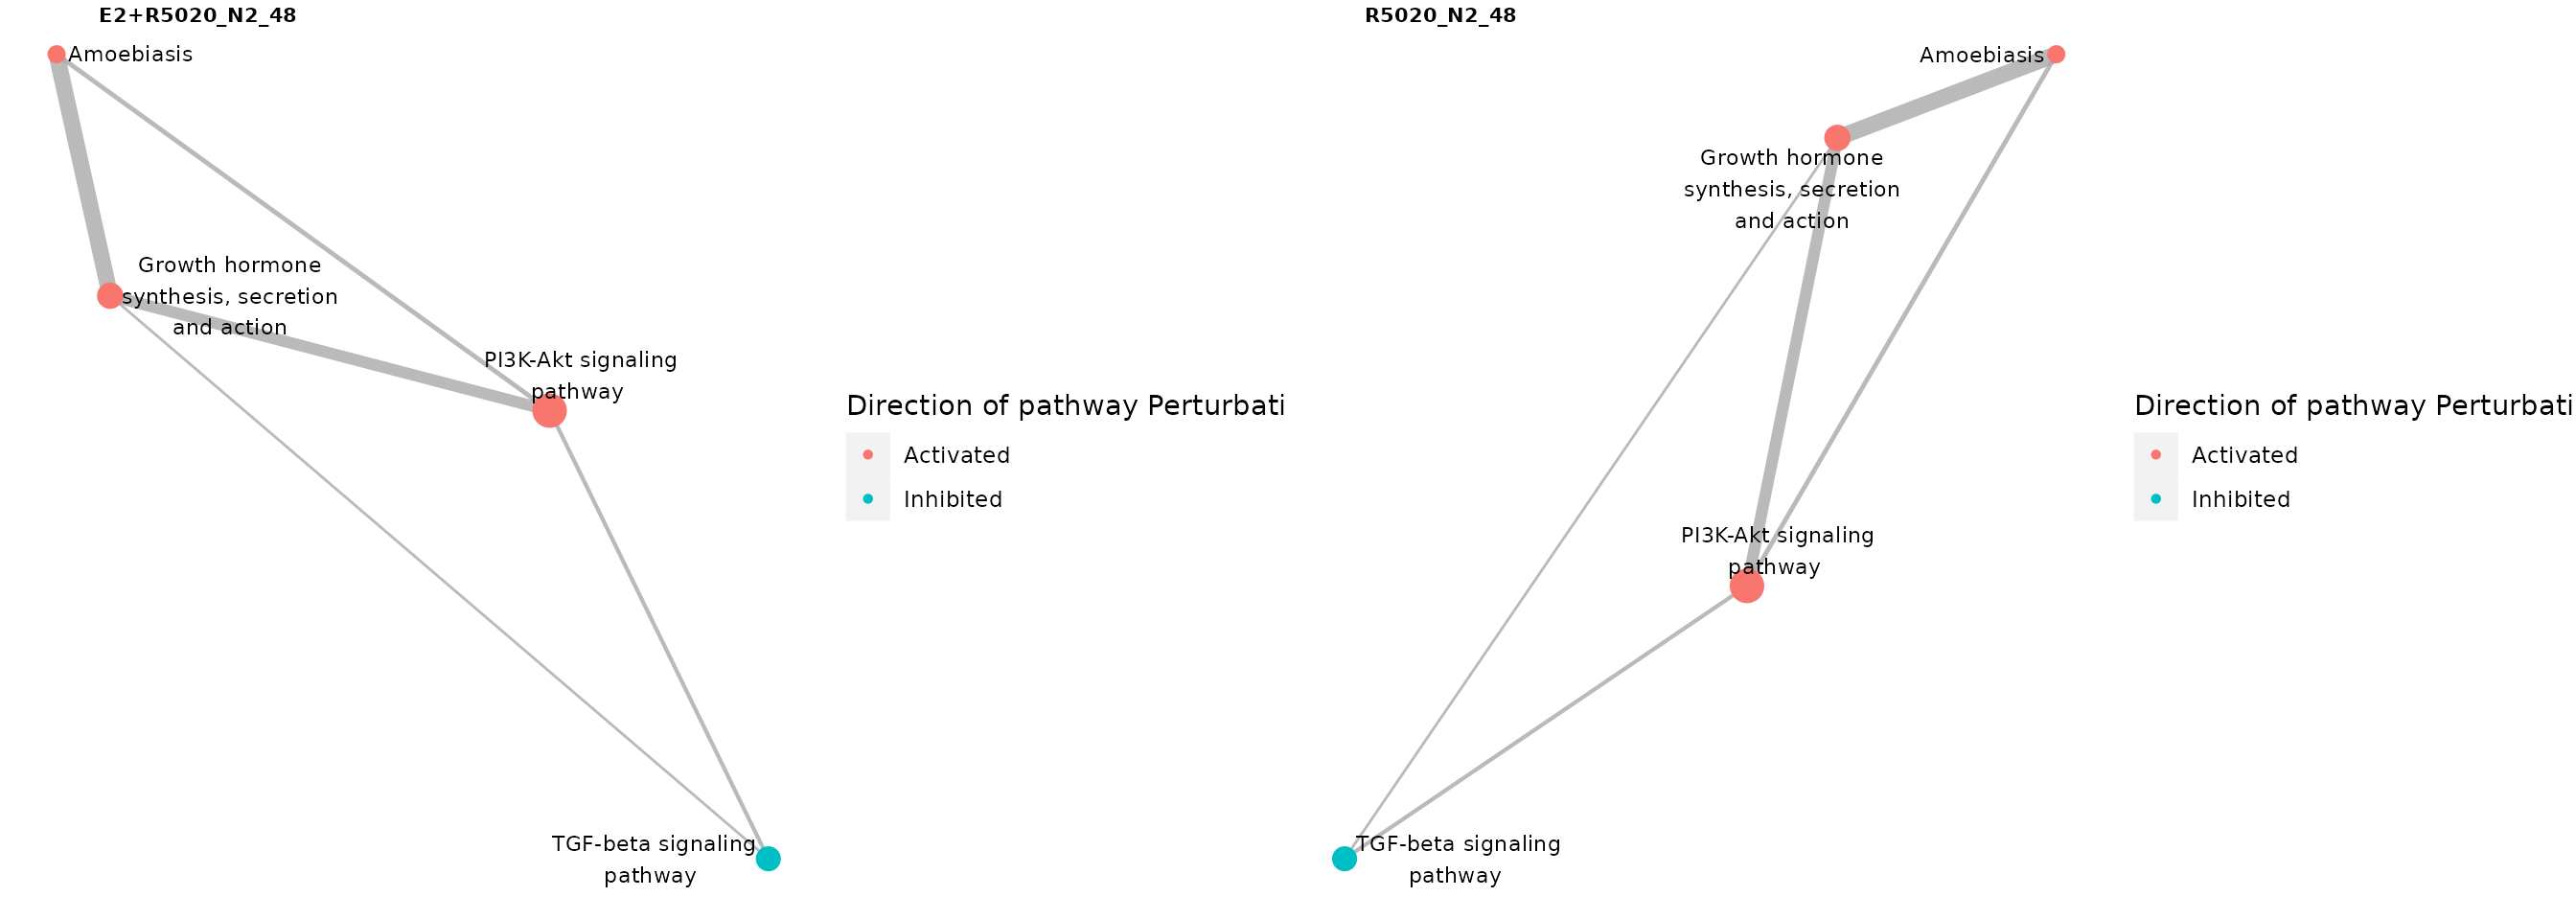 E2+R5020_N2_48
Amoebiasis
Growth hormone
synthesis, secretion
and action
PI3K-Akt signaling
pathway
TGF-beta signaling
pathway
Direction of pathway Perturbati
Activated
Inhibited
R5020_N2_48
Amoebiasis
Growth hormone
synthesis, secretion
and action
PI3K-Akt signaling
pathway
TGF-beta signaling
pathway
Direction of pathway Perturbati
Activated
Inhibited